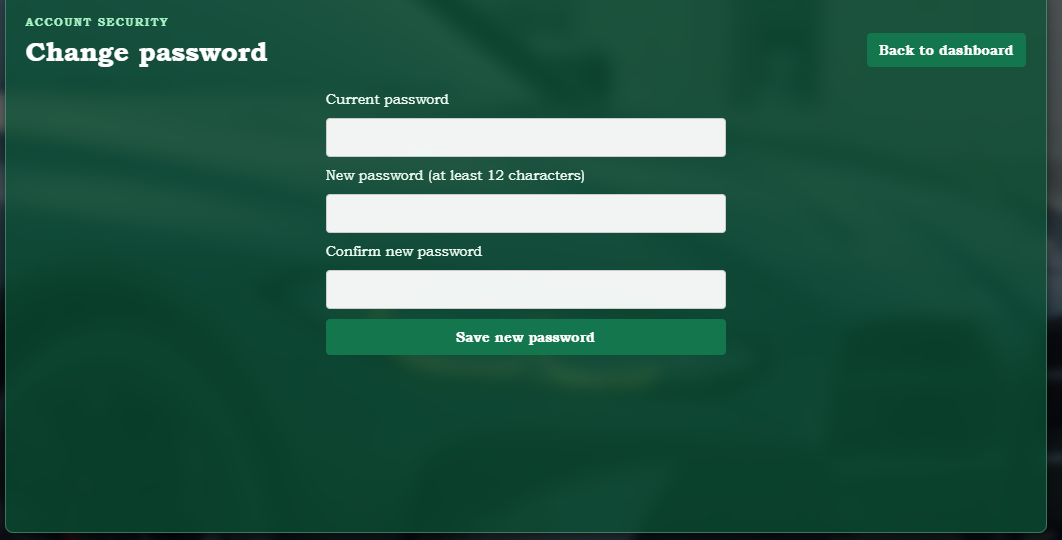 ACCOUNT SECURITY
Change password
Back to dashboard
Current password
New password (at least 12 characters)
Confirm new password
Save new password